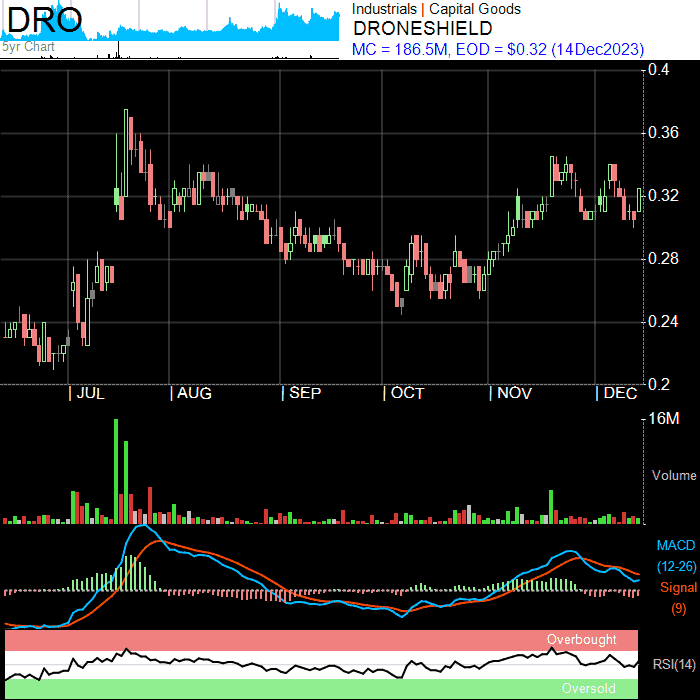 DRO
5yr Chart
Industrials | Capital Goods
DRONESHIELD
MC = 186.5M, EOD = $0.32 (14Dec2023)
0.4
0.36
0.32
0.28
0.24
0.2
JUL AUG SEP OCT NOV DEC
16M
Volume
MACD
(12-26)
Signal
(9)
Overbought
RSI(14)
Oversold